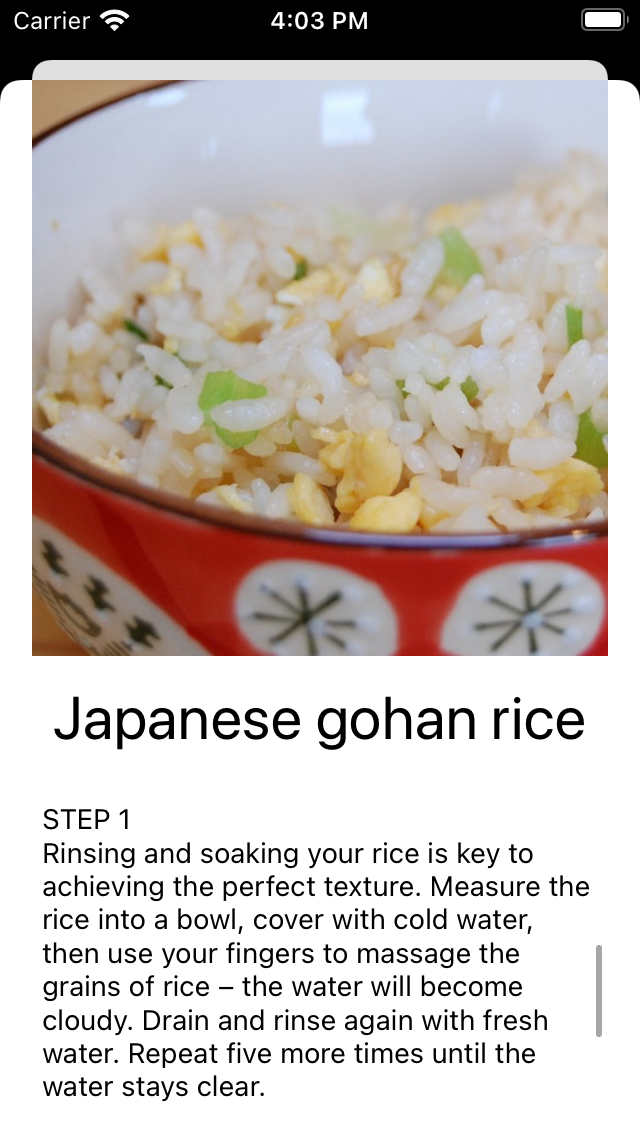 Carrier 4:03 PM
Japanese gohan rice
STEP 1
Rinsing and soaking your rice is key to
achieving the perfect texture. Measure the
rice into a bowl, cover with cold water,
then use your fingers to massage the
grains of rice – the water will become
cloudy. Drain and rinse again with fresh
water. Repeat five more times until the
water stays clear.